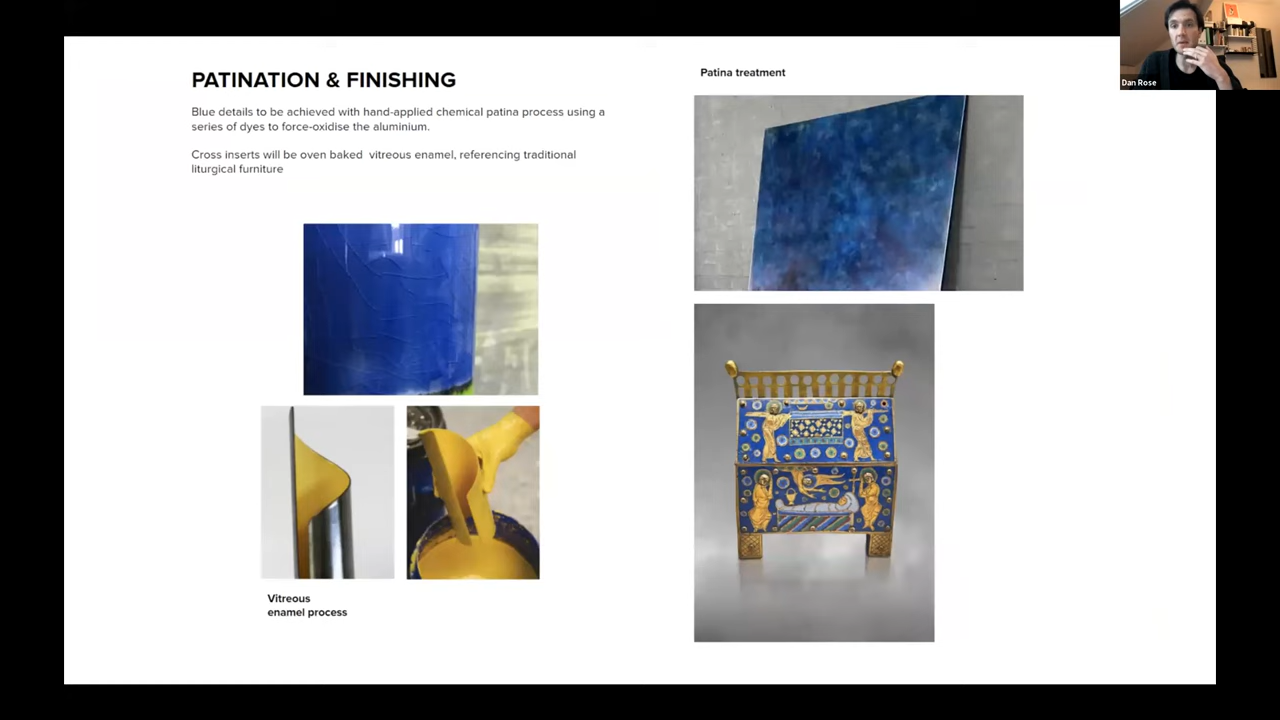 PATINATION & FINISHING
Blue details to be achieved with hand-applied chemical patina process using a
series of dyes to force-oxidise the aluminium.
Cross inserts will be oven baked  vitreous enamel, referencing traditional
liturgical furniture
Vitreous
enamel process
Patina treatment
Dan Rose